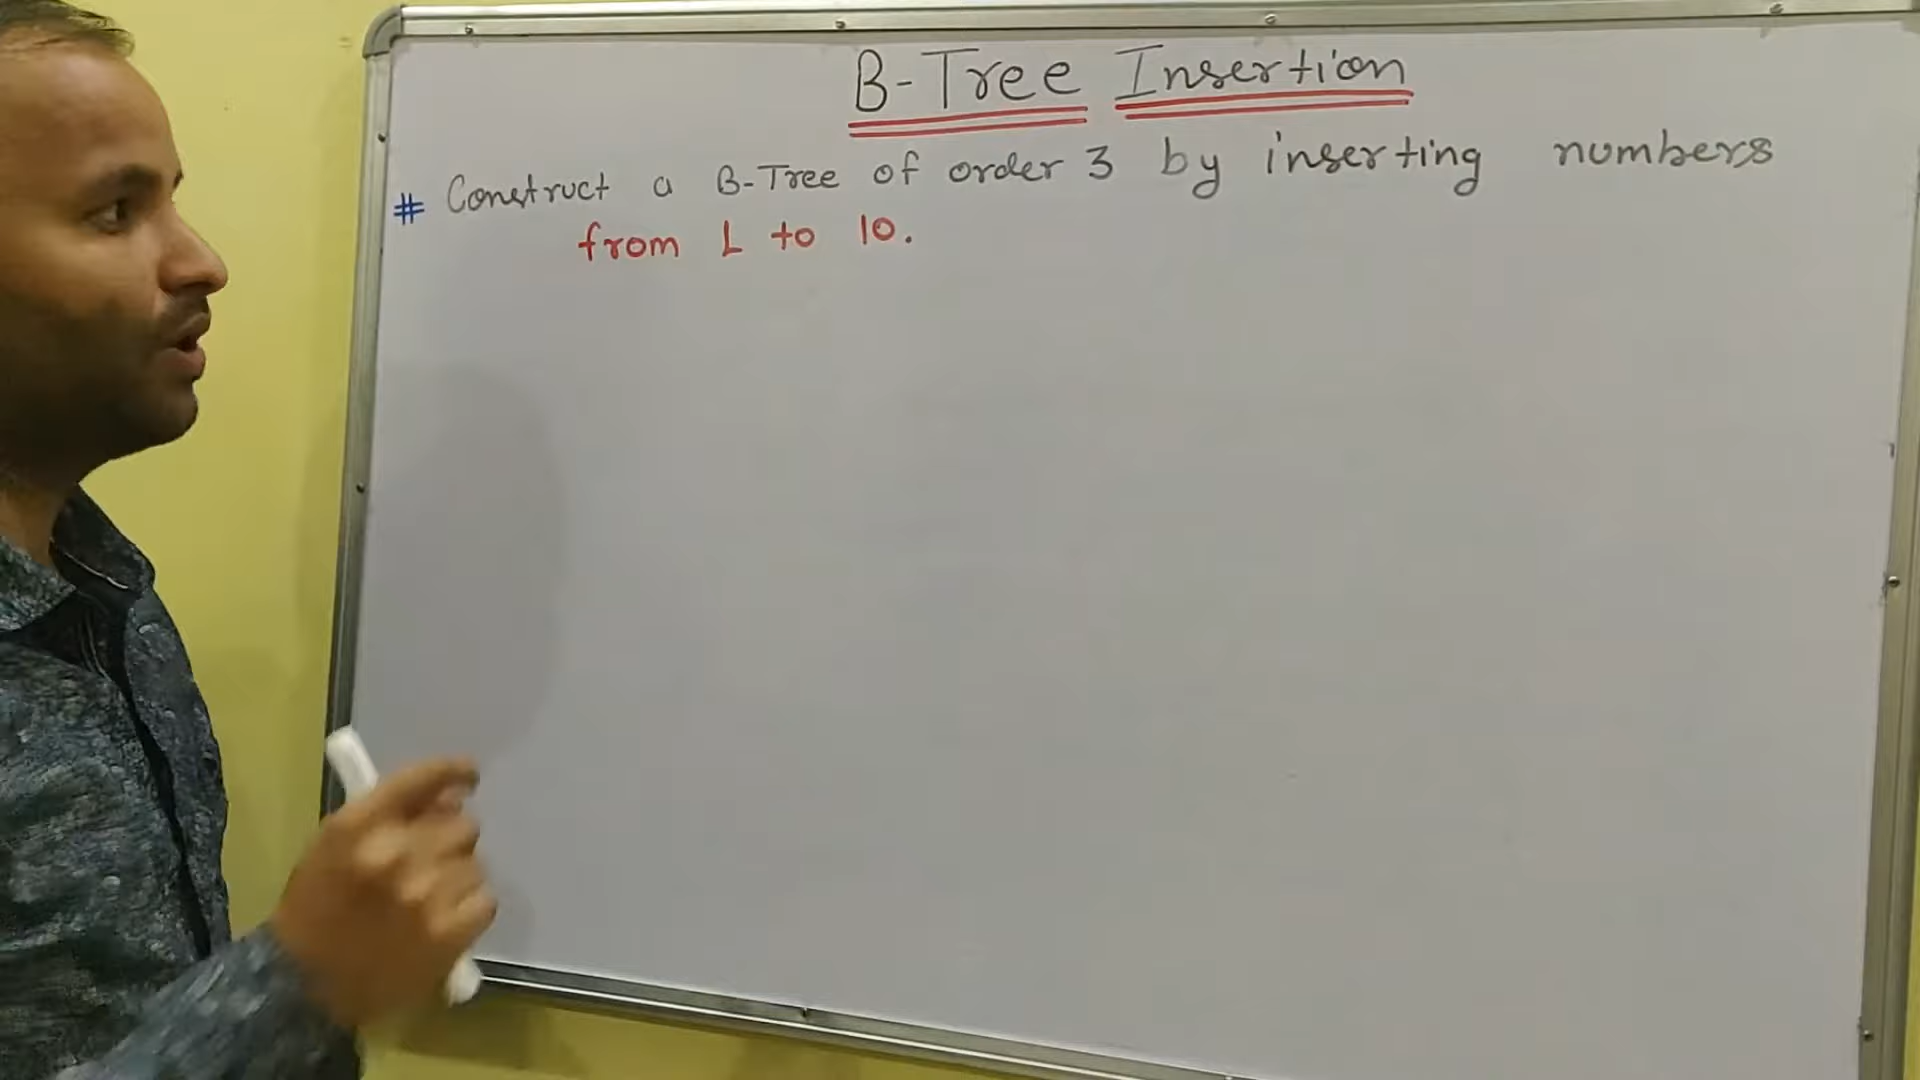 B-Tree Insertion
# Construct a B-Tree of order 3 by inserting numbers
from 1 to 10.